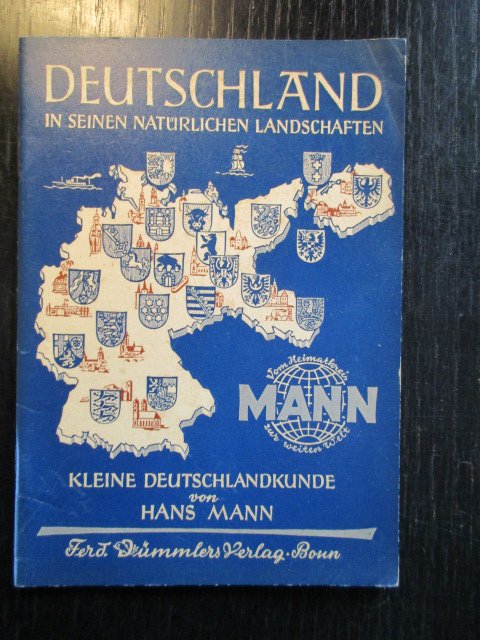 DEUTSCHLAND
IN SEINEN NATÜRLICHEN LANDSCHAFTEN
Vom Heimatkreis
MANN
zur weiten Welt
KLEINE DEUTSCHLANDKUNDE
von
HANS MANN
Ferd. Dümmlers Verlag · Bonn